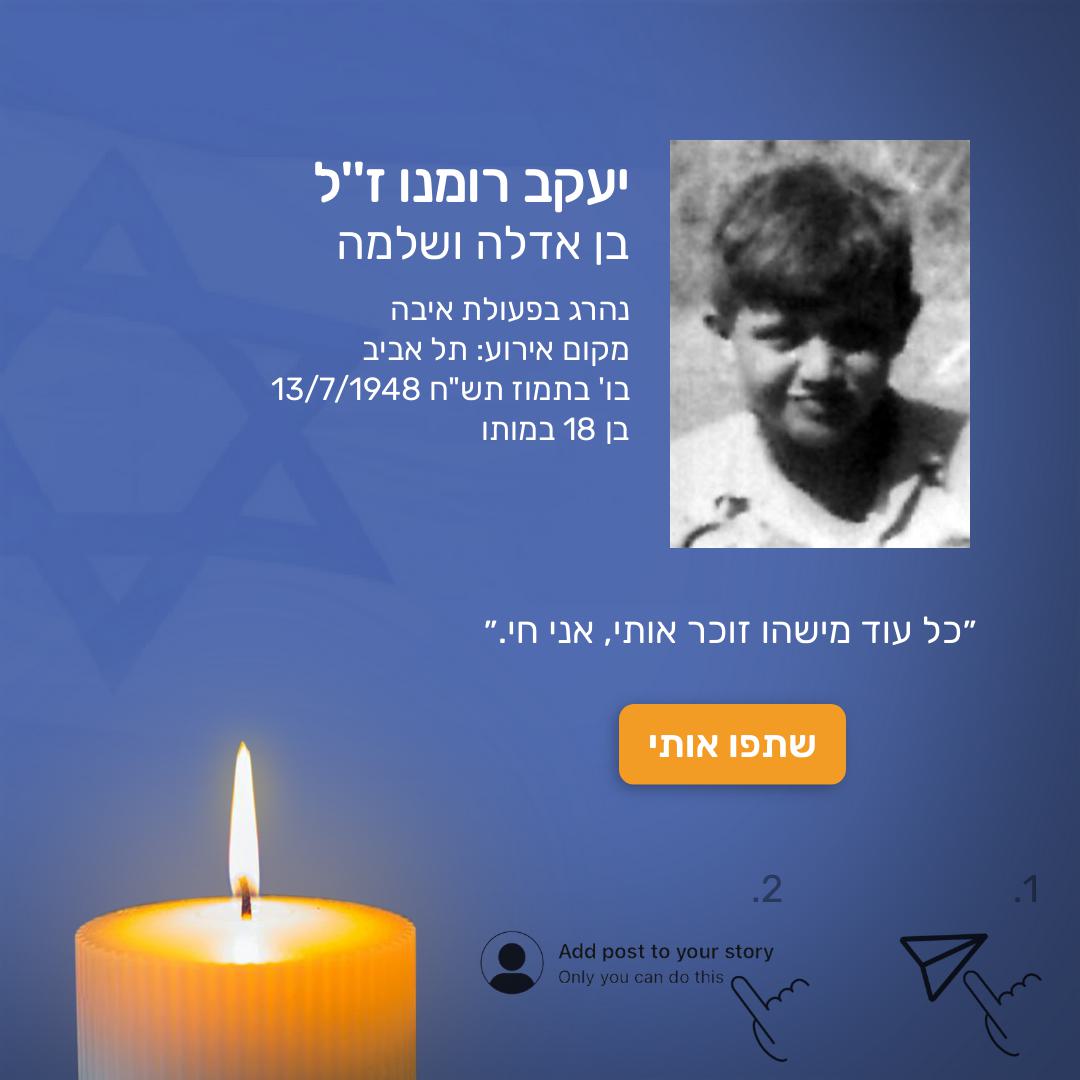 יעקב רומנו ז"ל
בן אדלה ושלמה
נהרג בפעולת איבה
מקום אירוע: תל אביב
בו' בתמוז תש"ח 13/7/1948
בן 18 במותו
״כל עוד מישהו זוכר אותי, אני חי.״
שתפו אותי
1.
2.
Add post to your story
Only you can do this